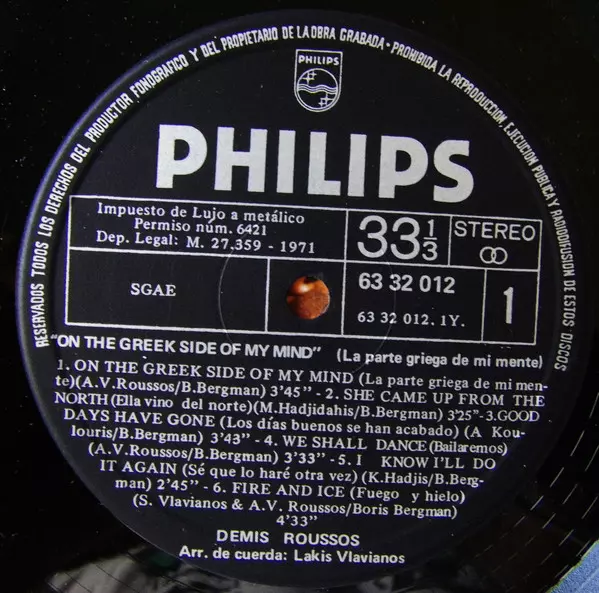 RESERVADOS TODOS LOS DERECHOS DEL PRODUCTOR FONOGRAFICO Y DEL PROPIETARIO DE LA OBRA GRABADA - PROHIBIDA LA REPRODUCCION, EJECUCION PUBLICA Y RADIODIFUSION DE ESTOS DISCOS
PHILIPS
PHILIPS
Impuesto de Lujo a metálico
Permiso núm. 6421
Dep. Legal: M. 27.359 - 1971
33 1/3
STEREO
SGAE
63 32 012
63 32 012. 1Y.
1
"ON THE GREEK SIDE OF MY MIND" (La parte griega de mi mente)
1. ON THE GREEK SIDE OF MY MIND (La parte griega de mi men-
te)(A.V.Roussos/B.Bergman) 3'45"- 2. SHE CAME UP FROM THE
NORTH (Ella vino del norte)(M.Hadjidahis/B.Bergman) 3'25"-3.GOOD
DAYS HAVE GONE (Los días buenos se han acabado) (A Kou-
louris/B.Bergman) 3'43"- 4. WE SHALL DANCE (Bailaremos)
(A.V.Roussos/B.Bergman) 3'33" -5.I KNOW I'LL DO
IT AGAIN (Sé que lo haré otra vez) (K.Hadjis/B.Berg-
man) 2'45"-6. FIRE AND ICE (Fuego y hielo)
(S. Vlavianos & A.V. Roussos/Boris Bergman)
4'33"
DEMIS ROUSSOS
Arr. de cuerda: Lakis Vlavianos